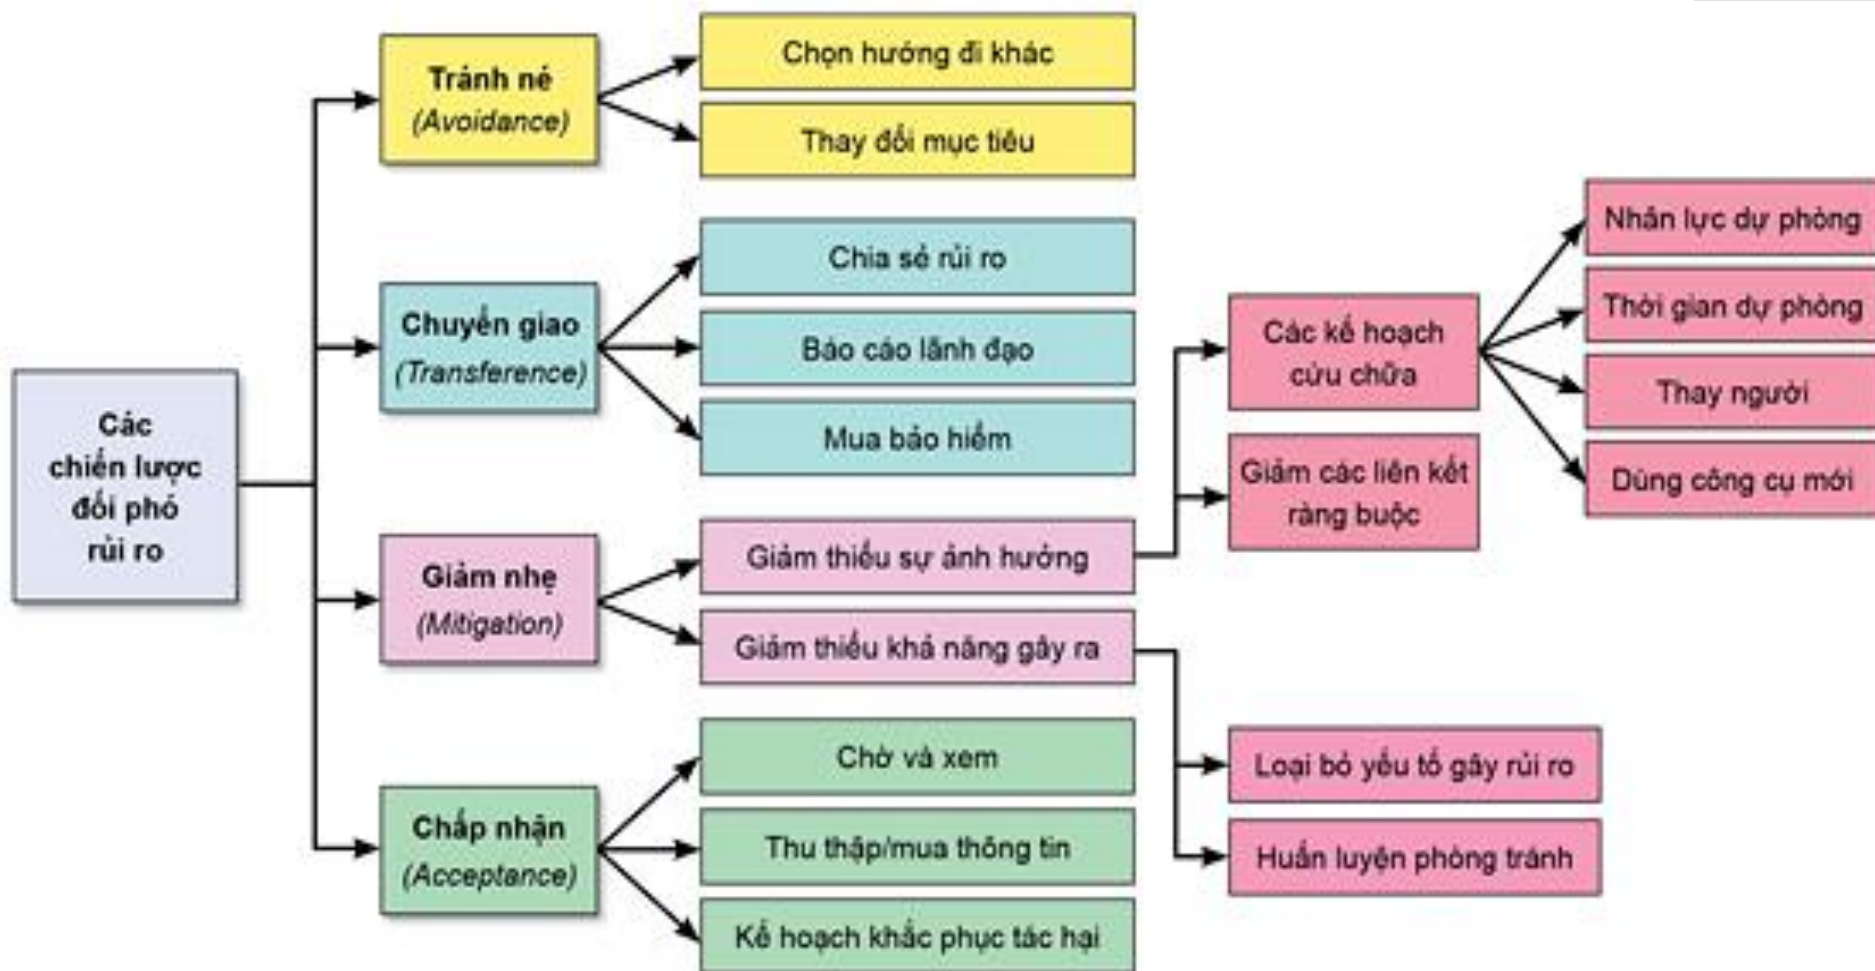 Các
chiến lược
đối phó
rủi ro
Tránh né
(Avoidance)
Chọn hướng đi khác
Thay đổi mục tiêu
Chuyển giao
(Transference)
Chia sẻ rủi ro
Báo cáo lãnh đạo
Mua bảo hiểm
Giảm nhẹ
(Mitigation)
Giảm thiểu sự ảnh hưởng
Giảm thiểu khả năng gây ra
Các kế hoạch
cứu chữa
Giảm các liên kết
ràng buộc
Nhân lực dự phòng
Thời gian dự phòng
Thay người
Dùng công cụ mới
Loại bỏ yếu tố gây rủi ro
Huấn luyện phòng tránh
Chấp nhận
(Acceptance)
Chờ và xem
Thu thập/mua thông tin
Kế hoạch khắc phục tác hại